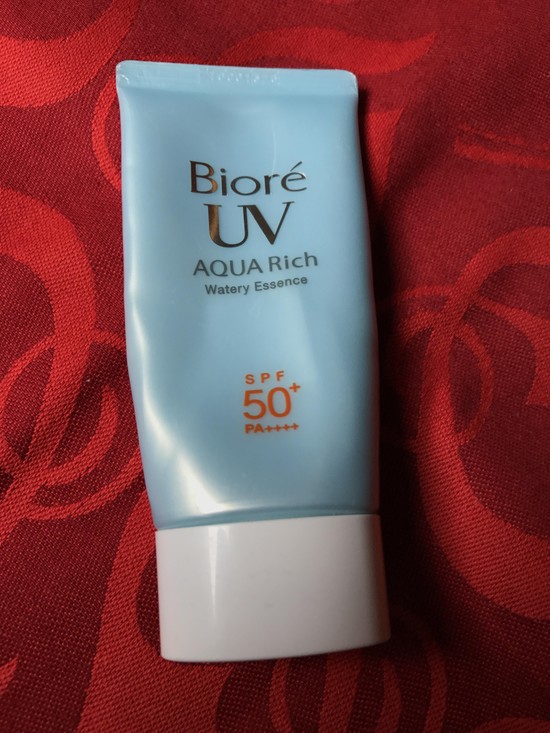 Bioré
UV
AQUA Rich
Watery Essence
SPF
50+
PA++++